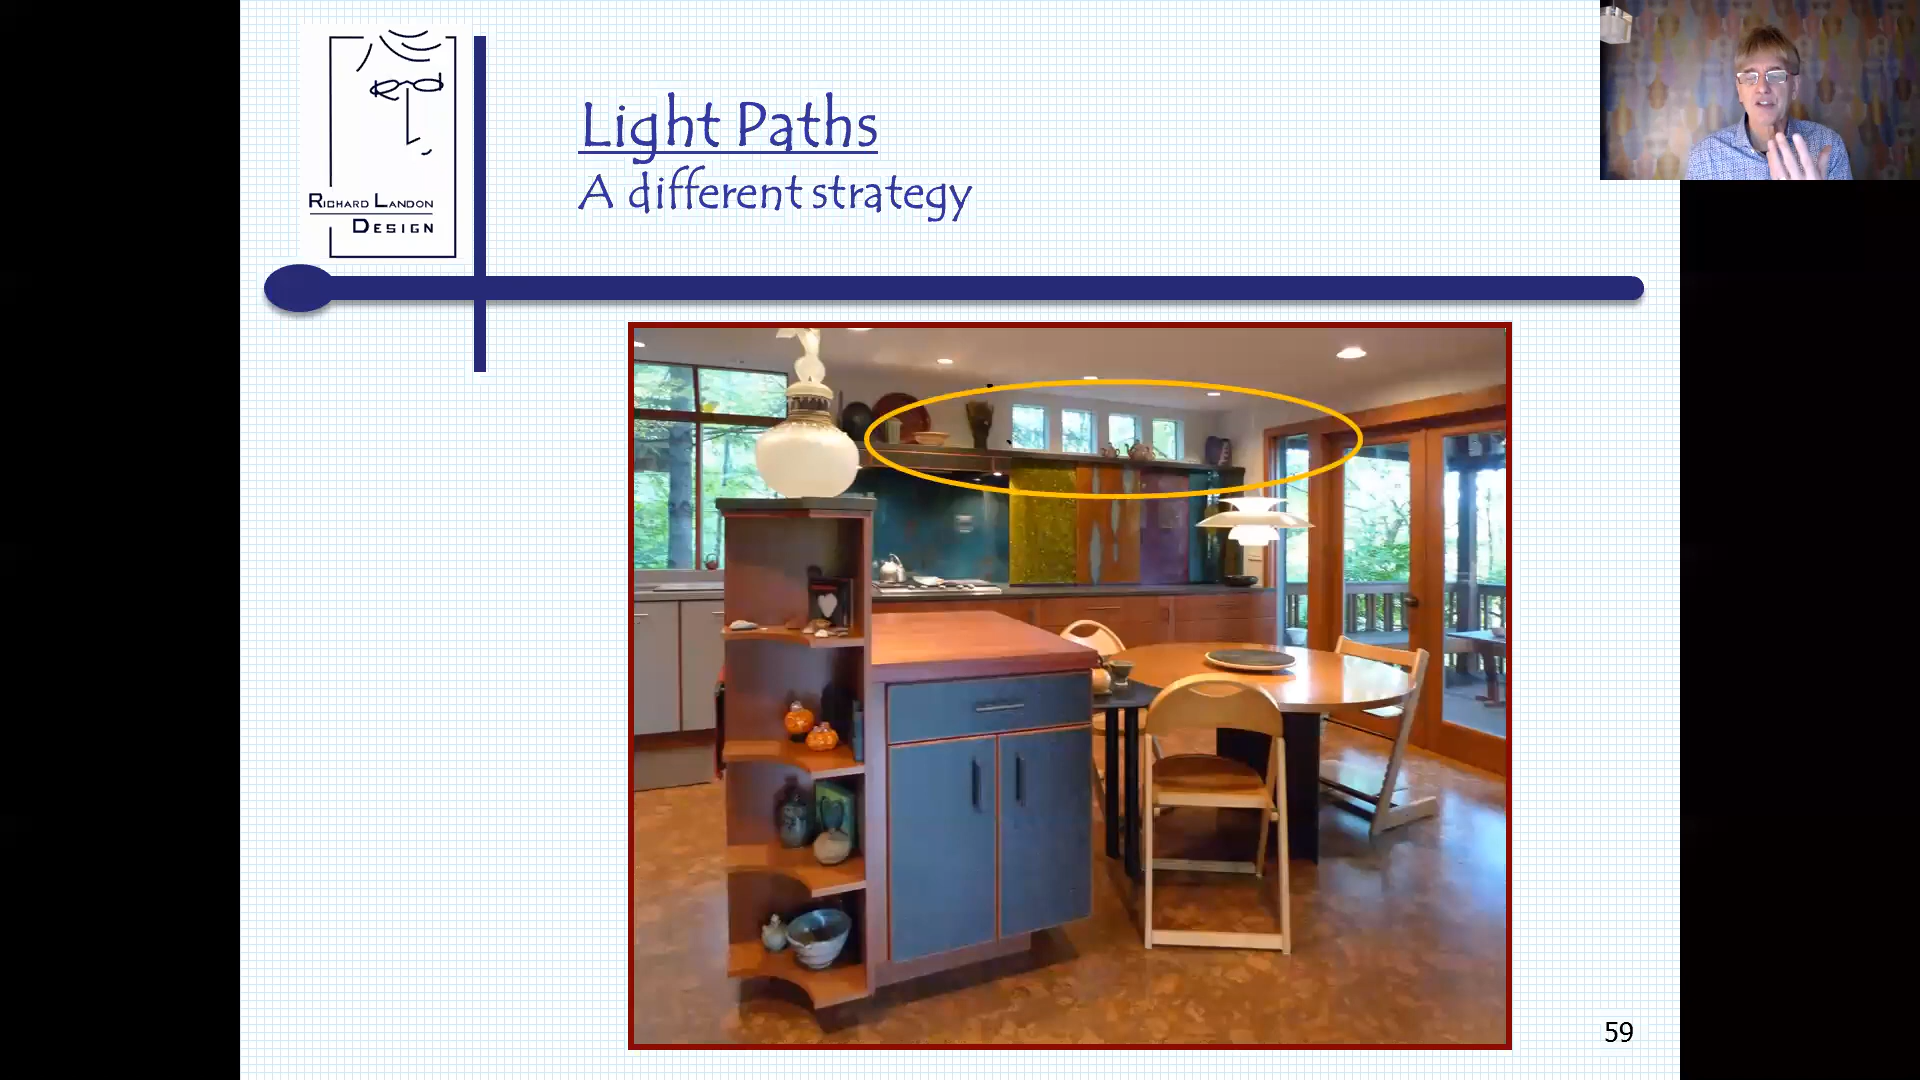 Richard Landon
Design
Light Paths
A different strategy
59